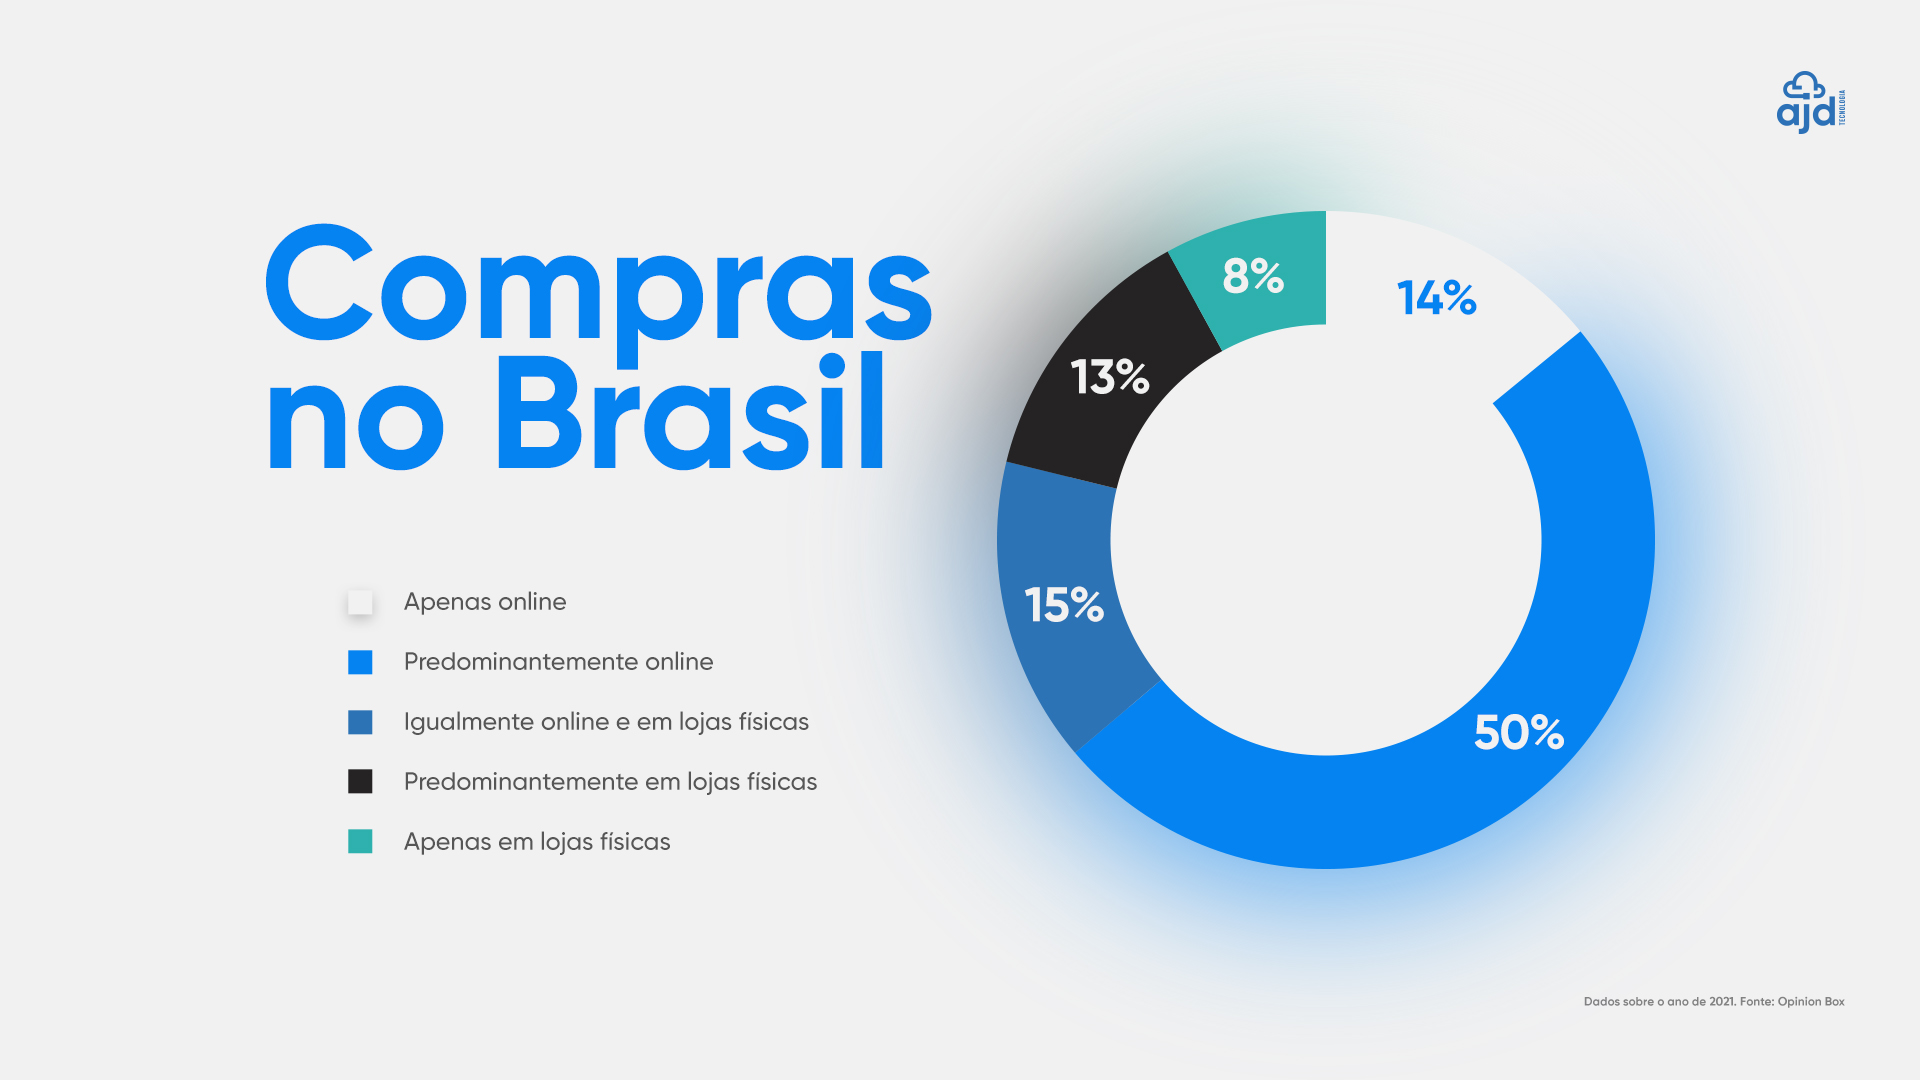 ajd
TECNOLOGIA
Compras
no Brasil
Apenas online
Predominantemente online
Igualmente online e em lojas físicas
Predominantemente em lojas físicas
Apenas em lojas físicas
8%
14%
13%
15%
50%
Dados sobre o ano de 2021. Fonte: Opinion Box